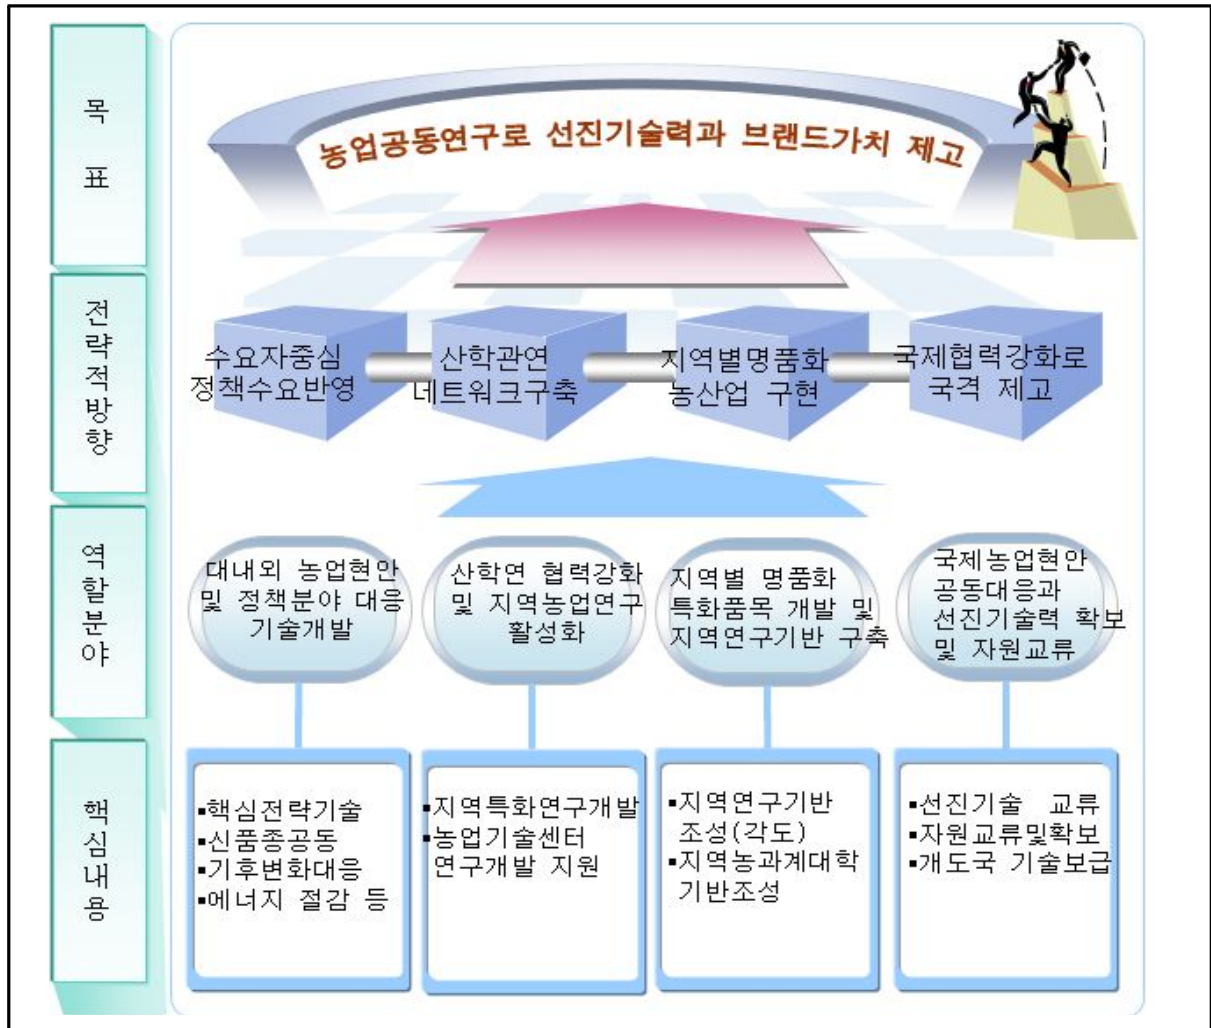 목
표
농업공동연구로 선진기술력과 브랜드가치 제고
전
략
적
방
향
수요자중심
정책수요반영
산학관연
네트워크구축
지역별명품화
농산업 구현
국제협력강화로
국격 제고
역
할
분
야
대내외 농업현안
및 정책분야 대응
기술개발
산학연 협력강화
및 지역농업연구
활성화
지역별 명품화
특화품목 개발 및
지역연구기반 구축
국제농업현안
공동대응과
선진기술력 확보
및 자원교류
핵
심
내
용
▪핵심전략기술
▪신품종공동
▪기후변화대응
▪에너지 절감 등
▪지역특화연구개발
▪농업기술센터
연구개발 지원
▪지역연구기반
조성(각도)
▪지역농과계대학
기반조성
▪선진기술 교류
▪자원교류및확보
▪개도국 기술보급